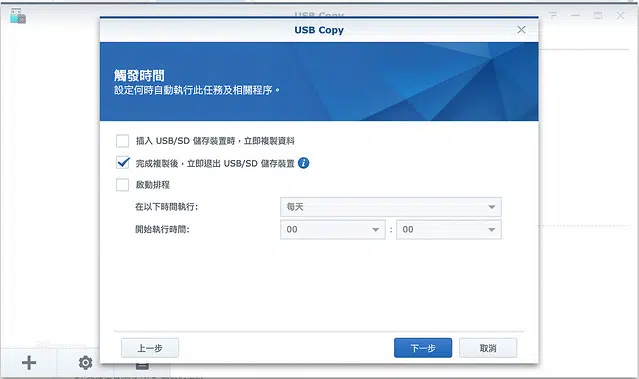 USB Copy
USB Copy
觸發時間
設定何時自動執行此任務及相關程序。
插入 USB/SD 儲存裝置時，立即複製資料
完成複製後，立即退出 USB/SD 儲存裝置
啟動排程
在以下時間執行:
每天
開始執行時間:
00
:
00
上一步
下一步
取消